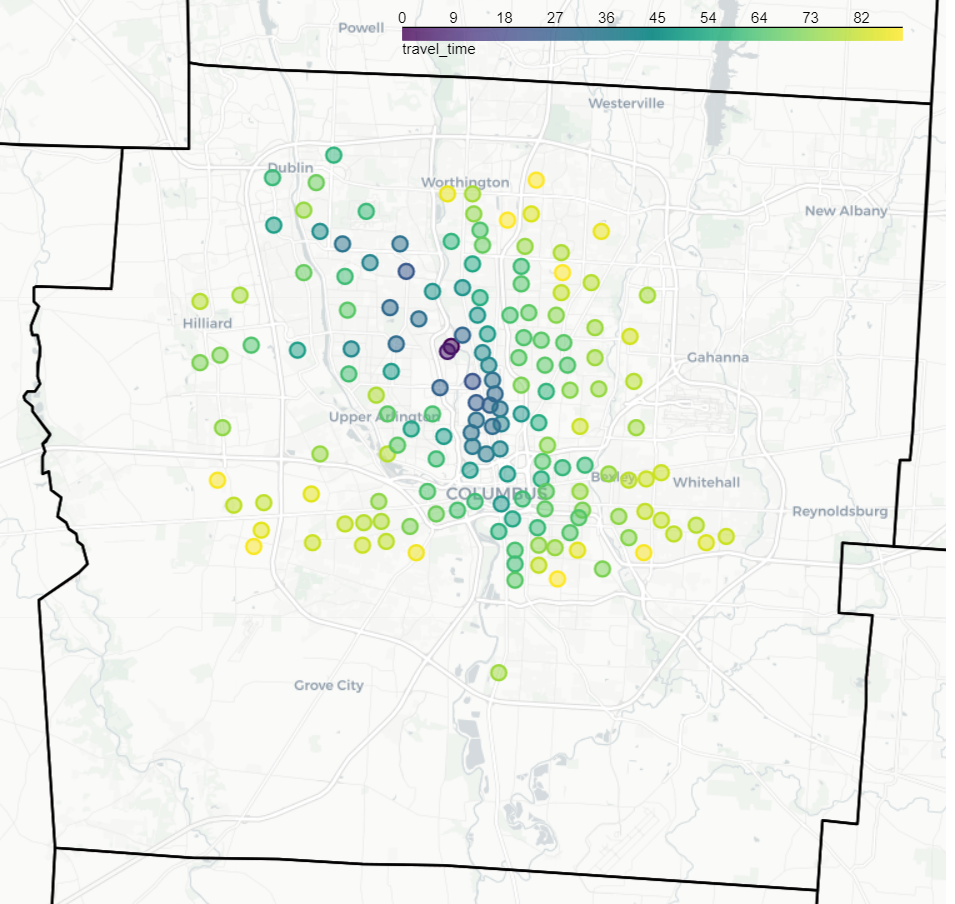 0 9 18 27 36 45 54 64 73 82
Powell
travel_time
Westerville
Dublin
Worthington
New Albany
Hilliard
Gahanna
Upper Arlington
Bexley
COLUMBUS
Whitehall
Reynoldsburg
Grove City